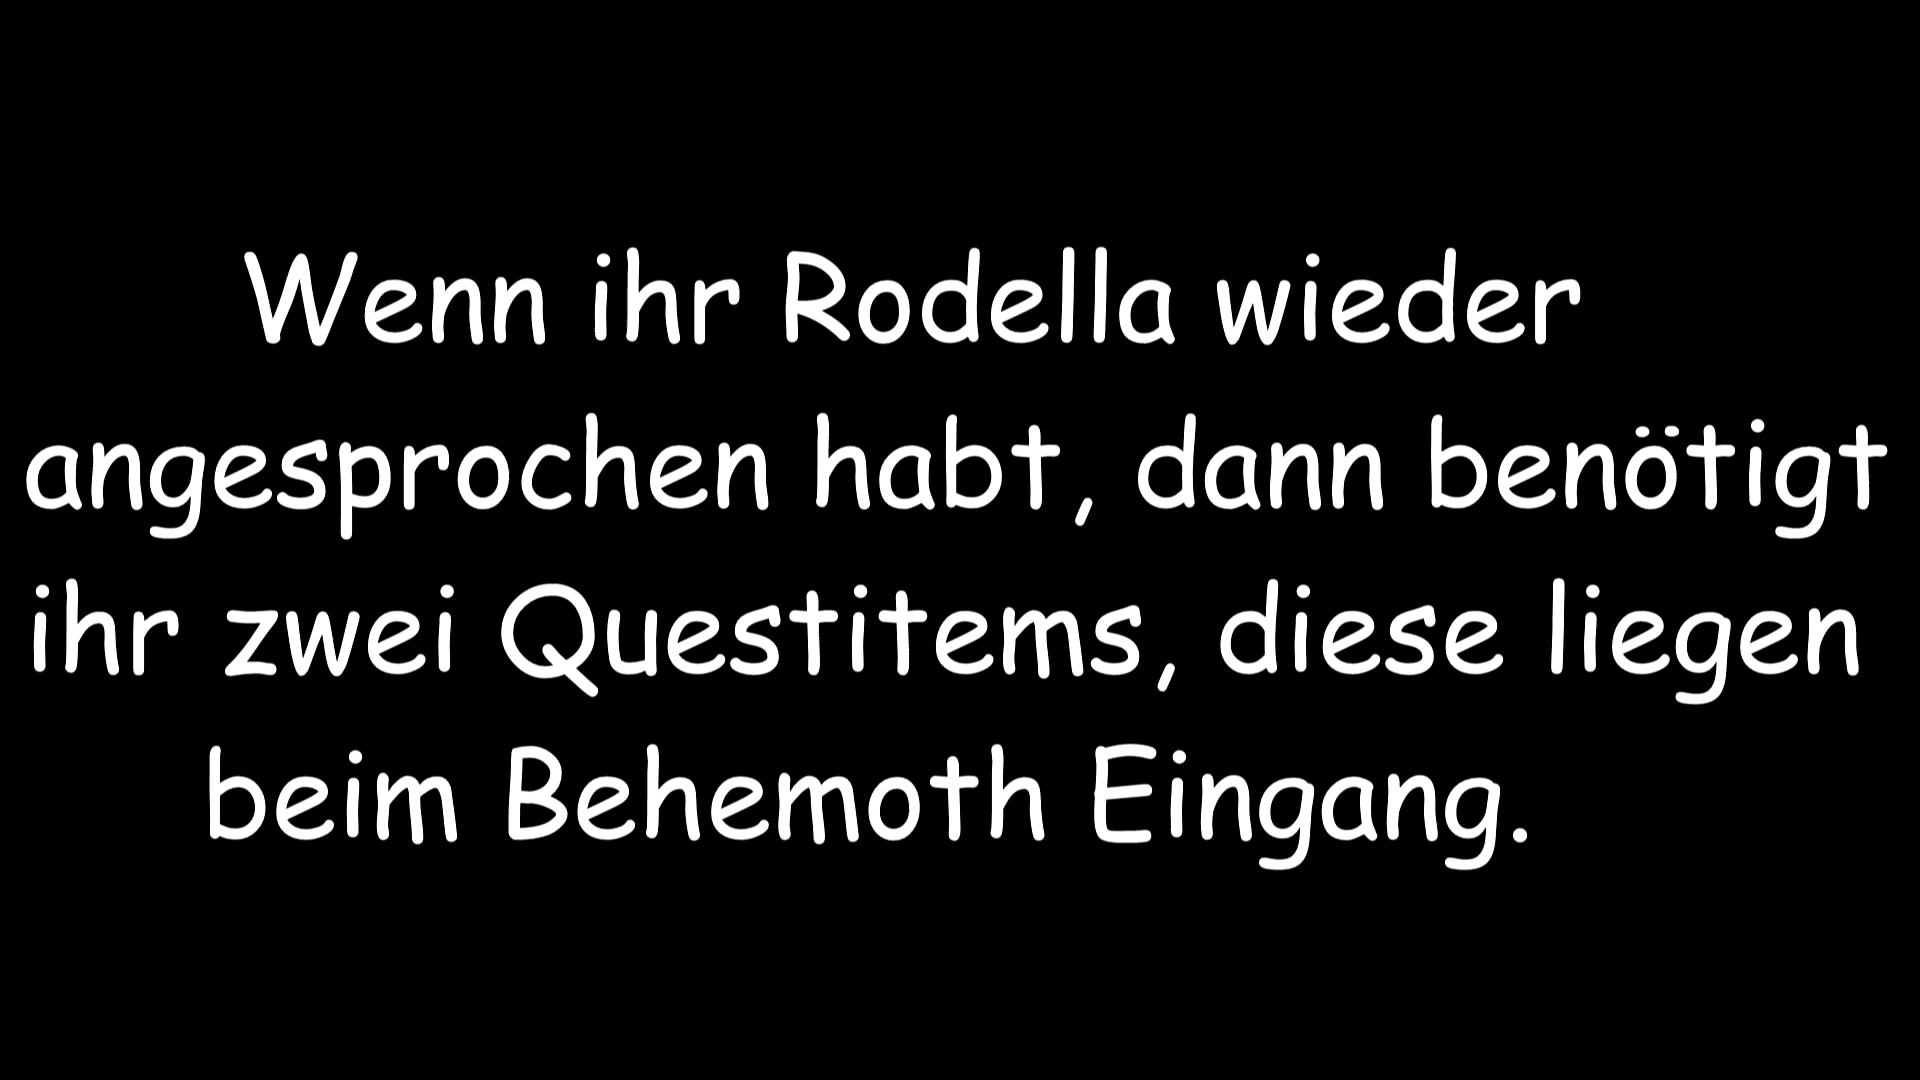 Wenn ihr Rodella wieder
angesprochen habt, dann benötigt
ihr zwei Questitems, diese liegen
beim Behemoth Eingang.